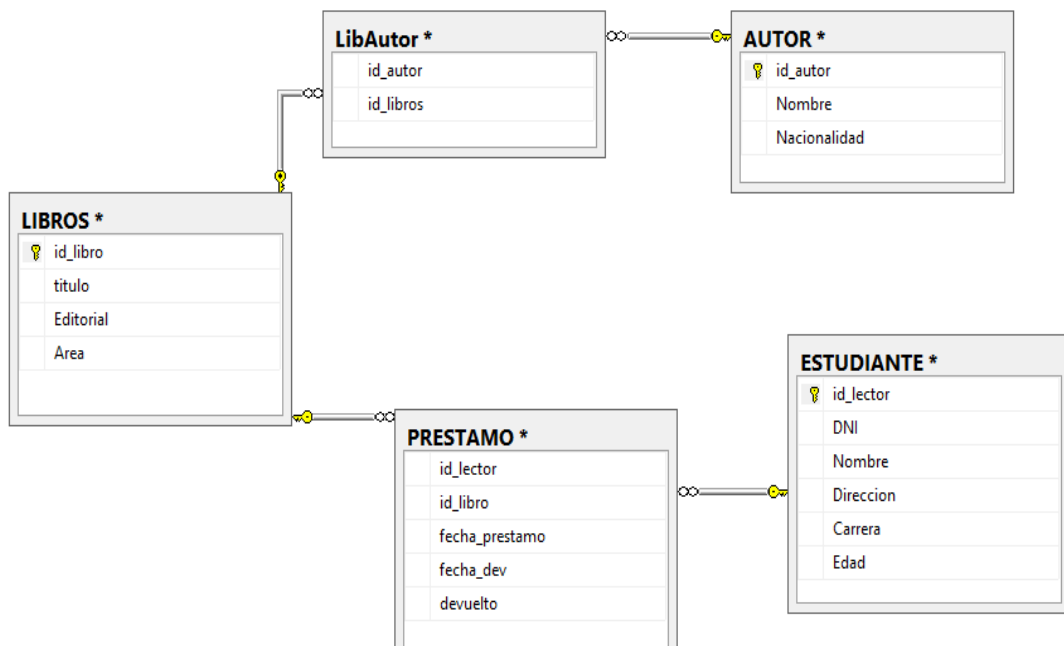 LibAutor *
id_autor
id_libros
AUTOR *
id_autor
Nombre
Nacionalidad
LIBROS *
id_libro
titulo
Editorial
Area
PRESTAMO *
id_lector
id_libro
fecha_prestamo
fecha_dev
devuelto
ESTUDIANTE *
id_lector
DNI
Nombre
Direccion
Carrera
Edad